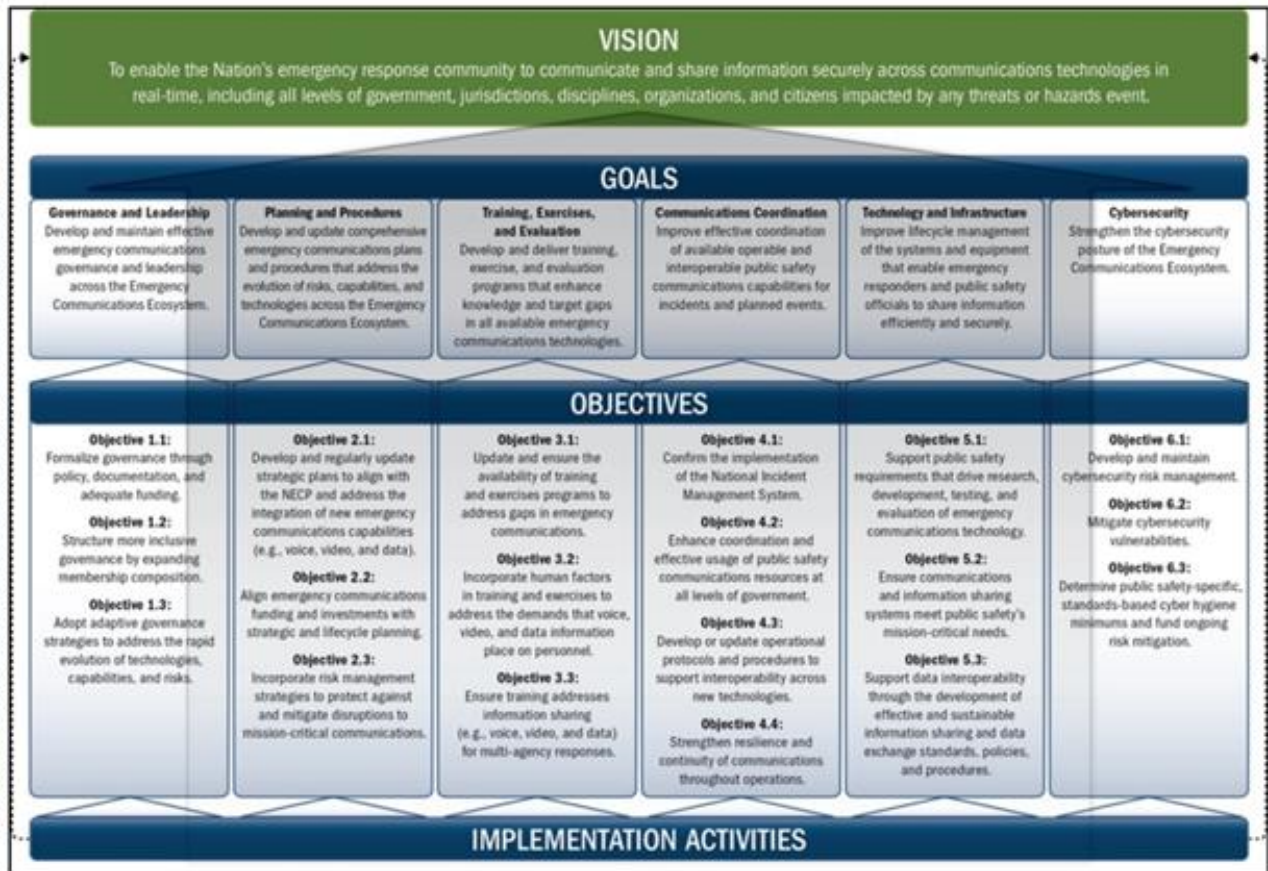 VISION
To enable the Nation's emergency response community to communicate and share information securely across communications technologies in
real-time, including all levels of government, jurisdictions, disciplines, organizations, and citizens impacted by any threats or hazards event.
GOALS
Governance and Leadership
Develop and maintain effective
emergency communications
governance and leadership
across the Emergency
Communications Ecosystem.
Planning and Procedures
Develop and update comprehensive
emergency communications plans
and procedures that address the
evolution of risks, capabilities, and
technologies across the Emergency
Communications Ecosystem.
Training, Exercises,
and Evaluation
Develop and deliver training,
exercise, and evaluation
programs that enhance
knowledge and target gaps
in all available emergency
communications technologies.
Communications Coordination
Improve effective coordination
of available operable and
interoperable public safety
communications capabilities for
incidents and planned events.
Technology and Infrastructure
Improve lifecycle management
of the systems and equipment
that enable emergency
responders and public safety
officials to share information
efficiently and securely.
Cybersecurity
Strengthen the cybersecurity
posture of the Emergency
Communications Ecosystem.
OBJECTIVES
Objective 1.1:
Formalize governance through
policy, documentation, and
adequate funding.
Objective 1.2:
Structure more inclusive
governance by expanding
membership composition.
Objective 1.3:
Adopt adaptive governance
strategies to address the rapid
evolution of technologies,
capabilities, and risks.
Objective 2.1:
Develop and regularly update
strategic plans to align with
the NECP and address the
integration of new emergency
communications capabilities
(e.g., voice, video, and data).
Objective 2.2:
Align emergency communications
funding and investments with
strategic and lifecycle planning.
Objective 2.3:
Incorporate risk management
strategies to protect against
and mitigate disruptions to
mission-critical communications.
Objective 3.1:
Update and ensure the
availability of training
and exercises programs to
address gaps in emergency
communications.
Objective 3.2:
Incorporate human factors
in training and exercises to
address the demands that voice,
video, and data information
place on personnel.
Objective 3.3:
Ensure training addresses
information sharing
(e.g., voice, video, and data)
for multi-agency responses.
Objective 4.1:
Confirm the implementation
of the National Incident
Management System.
Objective 4.2:
Enhance coordination and
effective usage of public safety
communications resources at
all levels of government.
Objective 4.3:
Develop or update operational
protocols and procedures to
support interoperability across
new technologies.
Objective 4.4:
Strengthen resilience and
continuity of communications
throughout operations.
Objective 5.1:
Support public safety
requirements that drive research,
development, testing, and
evaluation of emergency
communications technology.
Objective 5.2:
Ensure communications
and information sharing
systems meet public safety's
mission-critical needs.
Objective 5.3:
Support data interoperability
through the development of
effective and sustainable
information sharing and data
exchange standards, policies,
and procedures.
Objective 6.1:
Develop and maintain
cybersecurity risk management.
Objective 6.2:
Mitigate cybersecurity
vulnerabilities.
Objective 6.3:
Determine public safety-specific,
standards-based cyber hygiene
minimums and fund ongoing
risk mitigation.
IMPLEMENTATION ACTIVITIES